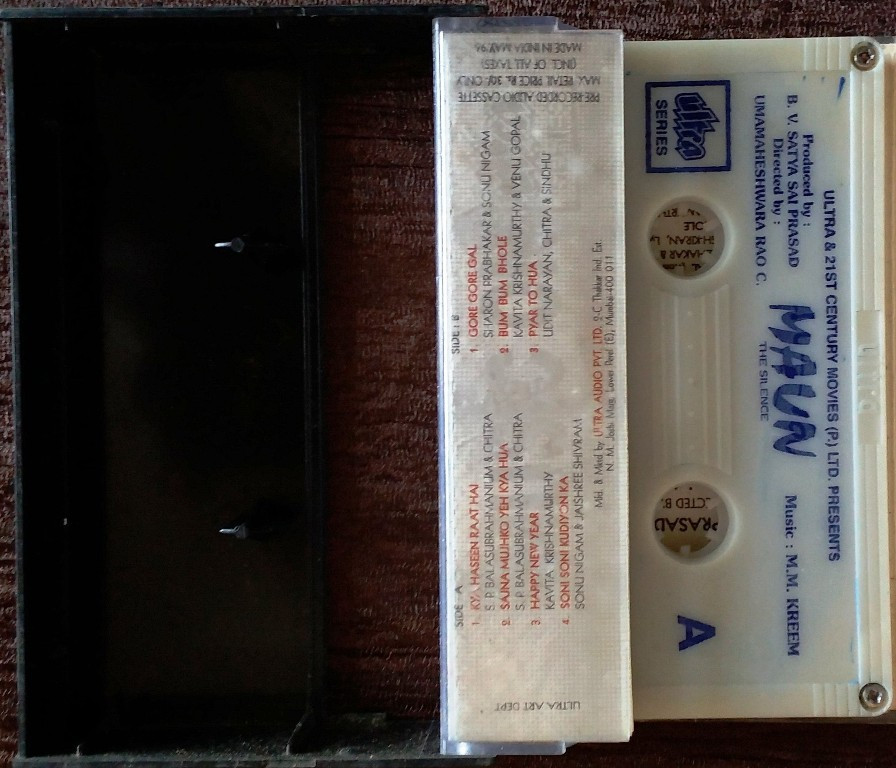 PRE-RECORDED AUDIO CASSETTE
MAX. RETAIL PRICE Rs. 30/- ONLY
(INCL. OF ALL TAXES)
MADE IN INDIA MAY'95
SIDE : A
1. KYA HASEEN RAAT HAI
S. P. BALASUBRAHMANIUM & CHITRA
2. SAJNA MUJHKO YEH KYA HUA
S. P. BALASUBRAHMANIUM & CHITRA
3. HAPPY NEW YEAR
KAVITA KRISHNAMURTHY
4. SONI SONI KUDIYON KA
SONU NIGAM & JAISHREE SHIVRAM
SIDE : B
1. GORE GORE GAL
SHARON PRABHAKAR & SONU NIGAM
2. BUM BUM BHOLE
KAVITA KRISHNAMURTHY & VENU GOPAL
3. PYAR TO HUA
UDIT NARAYAN, CHITRA & SINDHU
Mfd. & Mktd by ULTRA AUDIO PVT. LTD. 9-C Thakkar Ind. Est.
N. M. Joshi Marg, Lower Parel (E), Mumbai-400 011
ULTRA ART DEPT
ULTRA & 21ST CENTURY MOVIES (P.) LTD. PRESENTS
Produced by :
B. V. SATYA SAI PRASAD
Directed by :
UMAMAHESHWARA RAO C.
MAUN
THE SILENCE
Music : M.M. KREEM
ultra
SERIES
A
PRASAD
CTED B